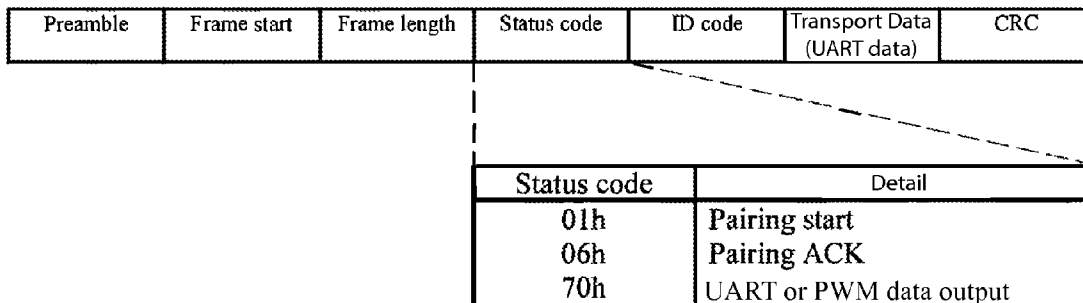 Preamble Frame start Frame length Status code ID code Transport Data CRC
(UART data)
Status code Detail
01h Pairing start
06h Pairing ACK
70h UART or PWM data output